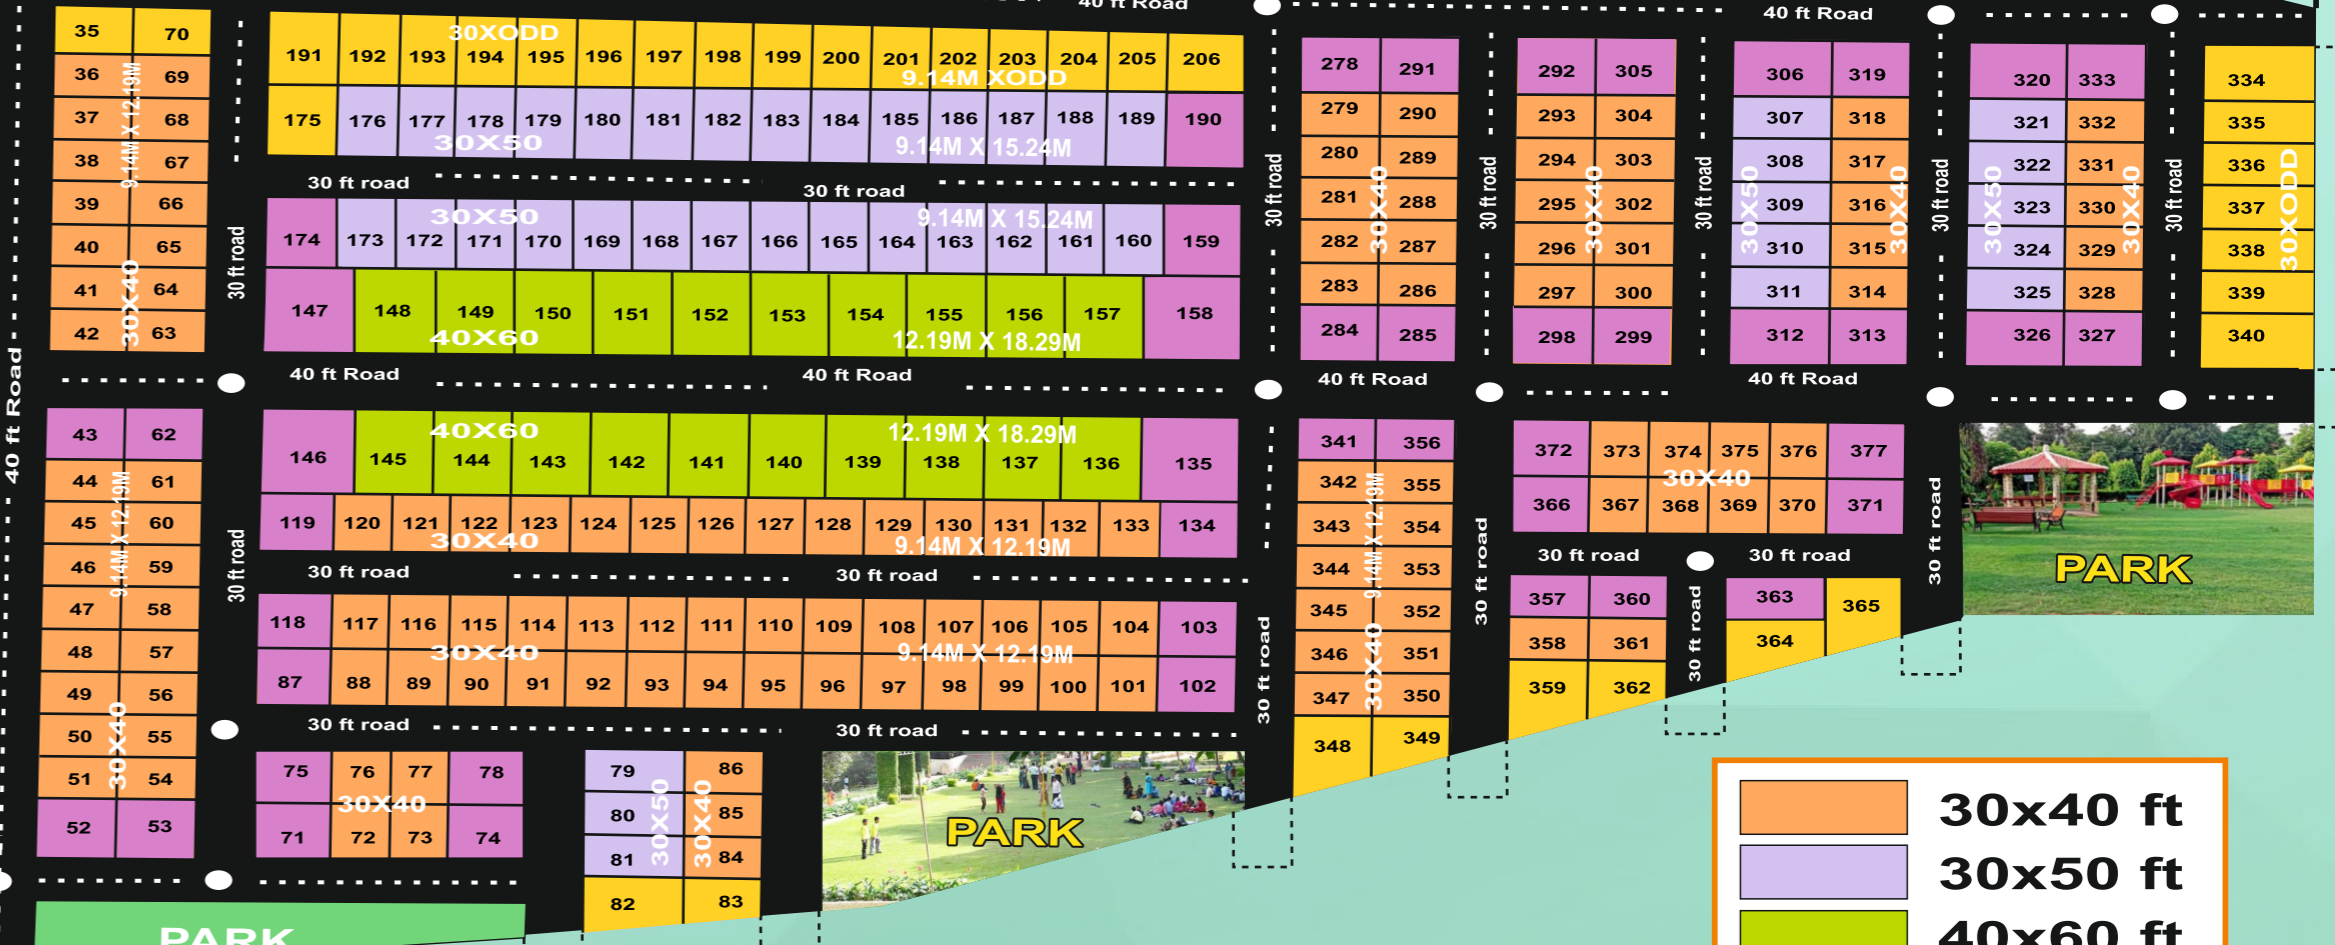 40 ft Road
40 ft Road
35 70
36 69
37 68
38 67
39 66
40 65
41 64
42 63
9.14M X 12.19M
30X40
40 ft Road
30 ft road
30XODD
191 192 193 194 195 196 197 198 199 200 201 202 203 204 205 206
9.14M XODD
175 176 177 178 179 180 181 182 183 184 185 186 187 188 189 190
30X50 9.14M X 15.24M
30 ft road 30 ft road
30X50 9.14M X 15.24M
174 173 172 171 170 169 168 167 166 165 164 163 162 161 160 159
147 148 149 150 151 152 153 154 155 156 157 158
40X60 12.19M X 18.29M
40 ft Road 40 ft Road
30 ft road
278 291
279 290
280 289
281 288
282 287
283 286
284 285
30X40
30 ft road
292 305
293 304
294 303
295 302
296 301
297 300
298 299
30X40
30 ft road
306 319
307 318
308 317
309 316
310 315
311 314
312 313
30X50 30X40
30 ft road
320 333
321 332
322 331
323 330
324 329
325 328
326 327
30X50 30X40
30 ft road
334
335
336
337
338
339
340
30XODD
40 ft Road 40 ft Road
43 62
44 61
45 60
46 59
47 58
48 57
49 56
50 55
51 54
52 53
9.14M X 12.19M
30X40
30 ft road
40X60 12.19M X 18.29M
146 145 144 143 142 141 140 139 138 137 136 135
119 120 121 122 123 124 125 126 127 128 129 130 131 132 133 134
30X40 9.14M X 12.19M
30 ft road 30 ft road
118 117 116 115 114 113 112 111 110 109 108 107 106 105 104 103
30X40 9.14M X 12.19M
87 88 89 90 91 92 93 94 95 96 97 98 99 100 101 102
30 ft road 30 ft road
30 ft road
341 356
342 355
343 354
344 353
345 352
346 351
347 350
348 349
9.14M X 12.19M
30X40
30 ft road
372 373 374 375 376 377
30X40
366 367 368 369 370 371
30 ft road 30 ft road
357 360
358 361
359 362
30 ft road
363 365
364
30 ft road
PARK
75 76 77 78
30X40
71 72 73 74
79 86
80 85
81 84
82 83
30X50 30X40
PARK
PARK
30x40 ft
30x50 ft
40x60 ft